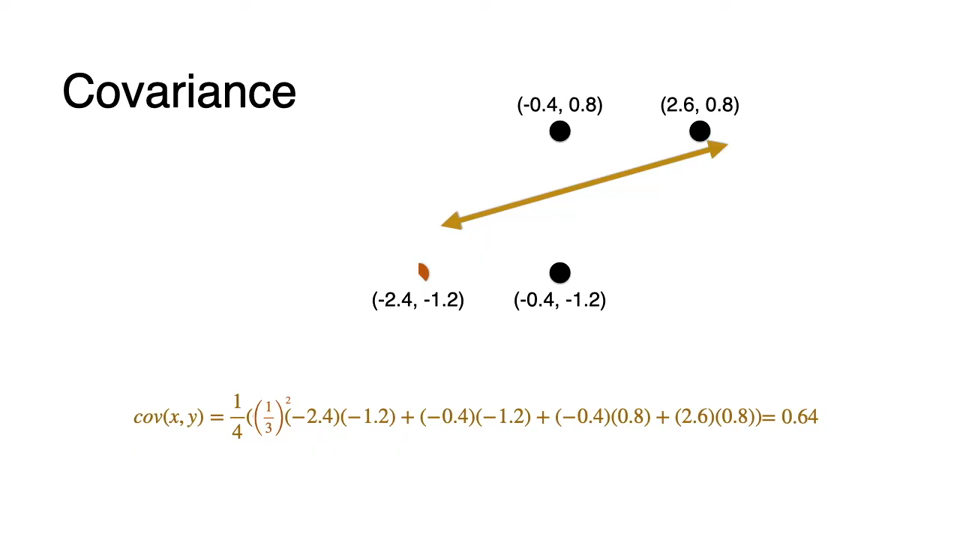 Covariance
(-0.4, 0.8) (2.6, 0.8)
(-2.4, -1.2) (-0.4, -1.2)
cov(x, y) = 1/4((1/3)²(−2.4)(−1.2) + (−0.4)(−1.2) + (−0.4)(0.8) + (2.6)(0.8))= 0.64